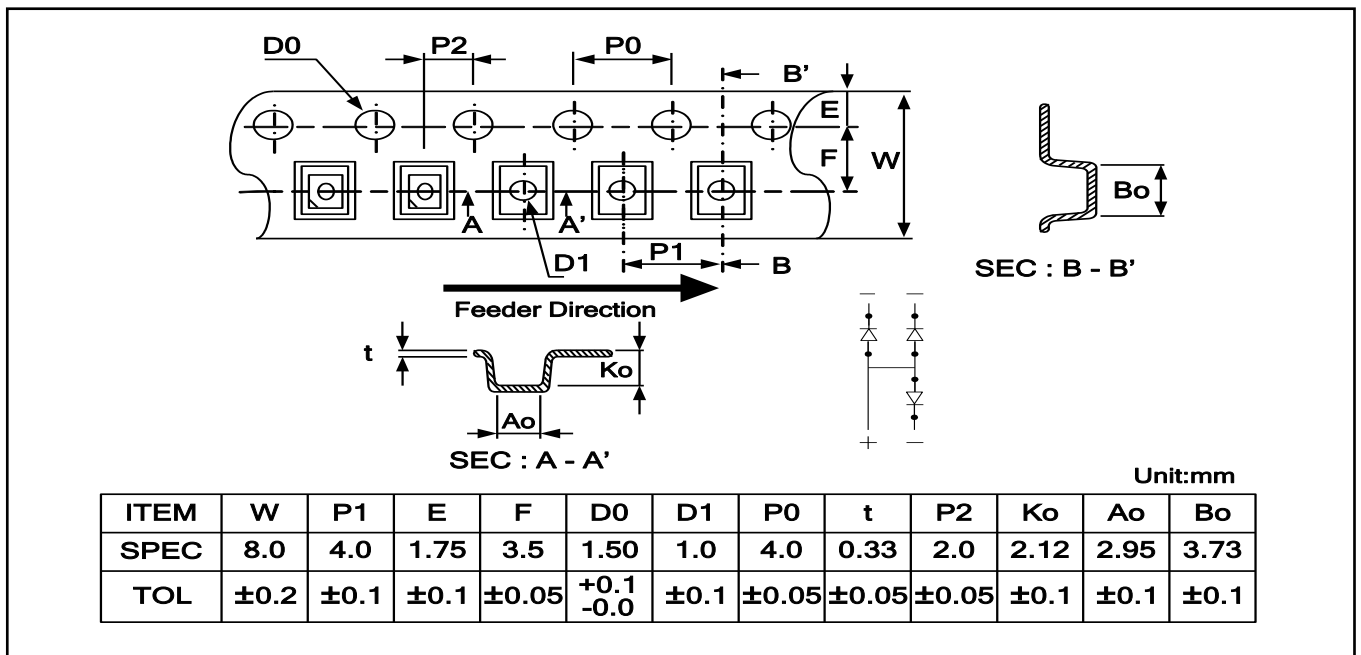 D0
P2
P0
B’
E
F
W
Bo
A
A’
D1
P1
B
SEC : B - B’
Feeder Direction
t
Ko
Ao
SEC : A - A’
+ −
Unit:mm
ITEM W P1 E F D0 D1 P0 t P2 Ko Ao Bo
SPEC 8.0 4.0 1.75 3.5 1.50 1.0 4.0 0.33 2.0 2.12 2.95 3.73
TOL ±0.2 ±0.1 ±0.1 ±0.05 +0.1 -0.0 ±0.1 ±0.05 ±0.05 ±0.05 ±0.1 ±0.1 ±0.1